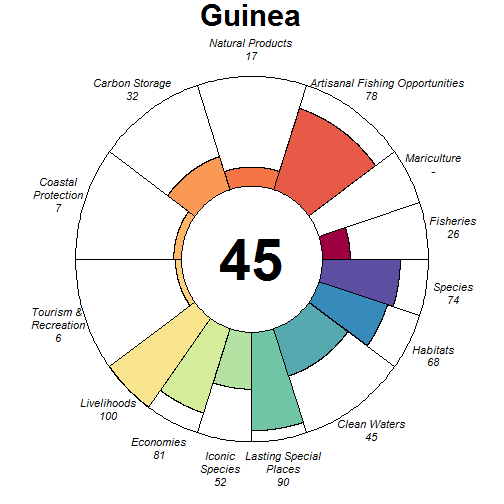 Guinea
Natural Products
17
Artisanal Fishing Opportunities
78
Mariculture
-
Fisheries
26
Species
74
Habitats
68
Clean Waters
45
Lasting Special
Places
90
Iconic
Species
52
Economies
81
Livelihoods
100
Tourism &
Recreation
6
Coastal
Protection
7
Carbon Storage
32
45